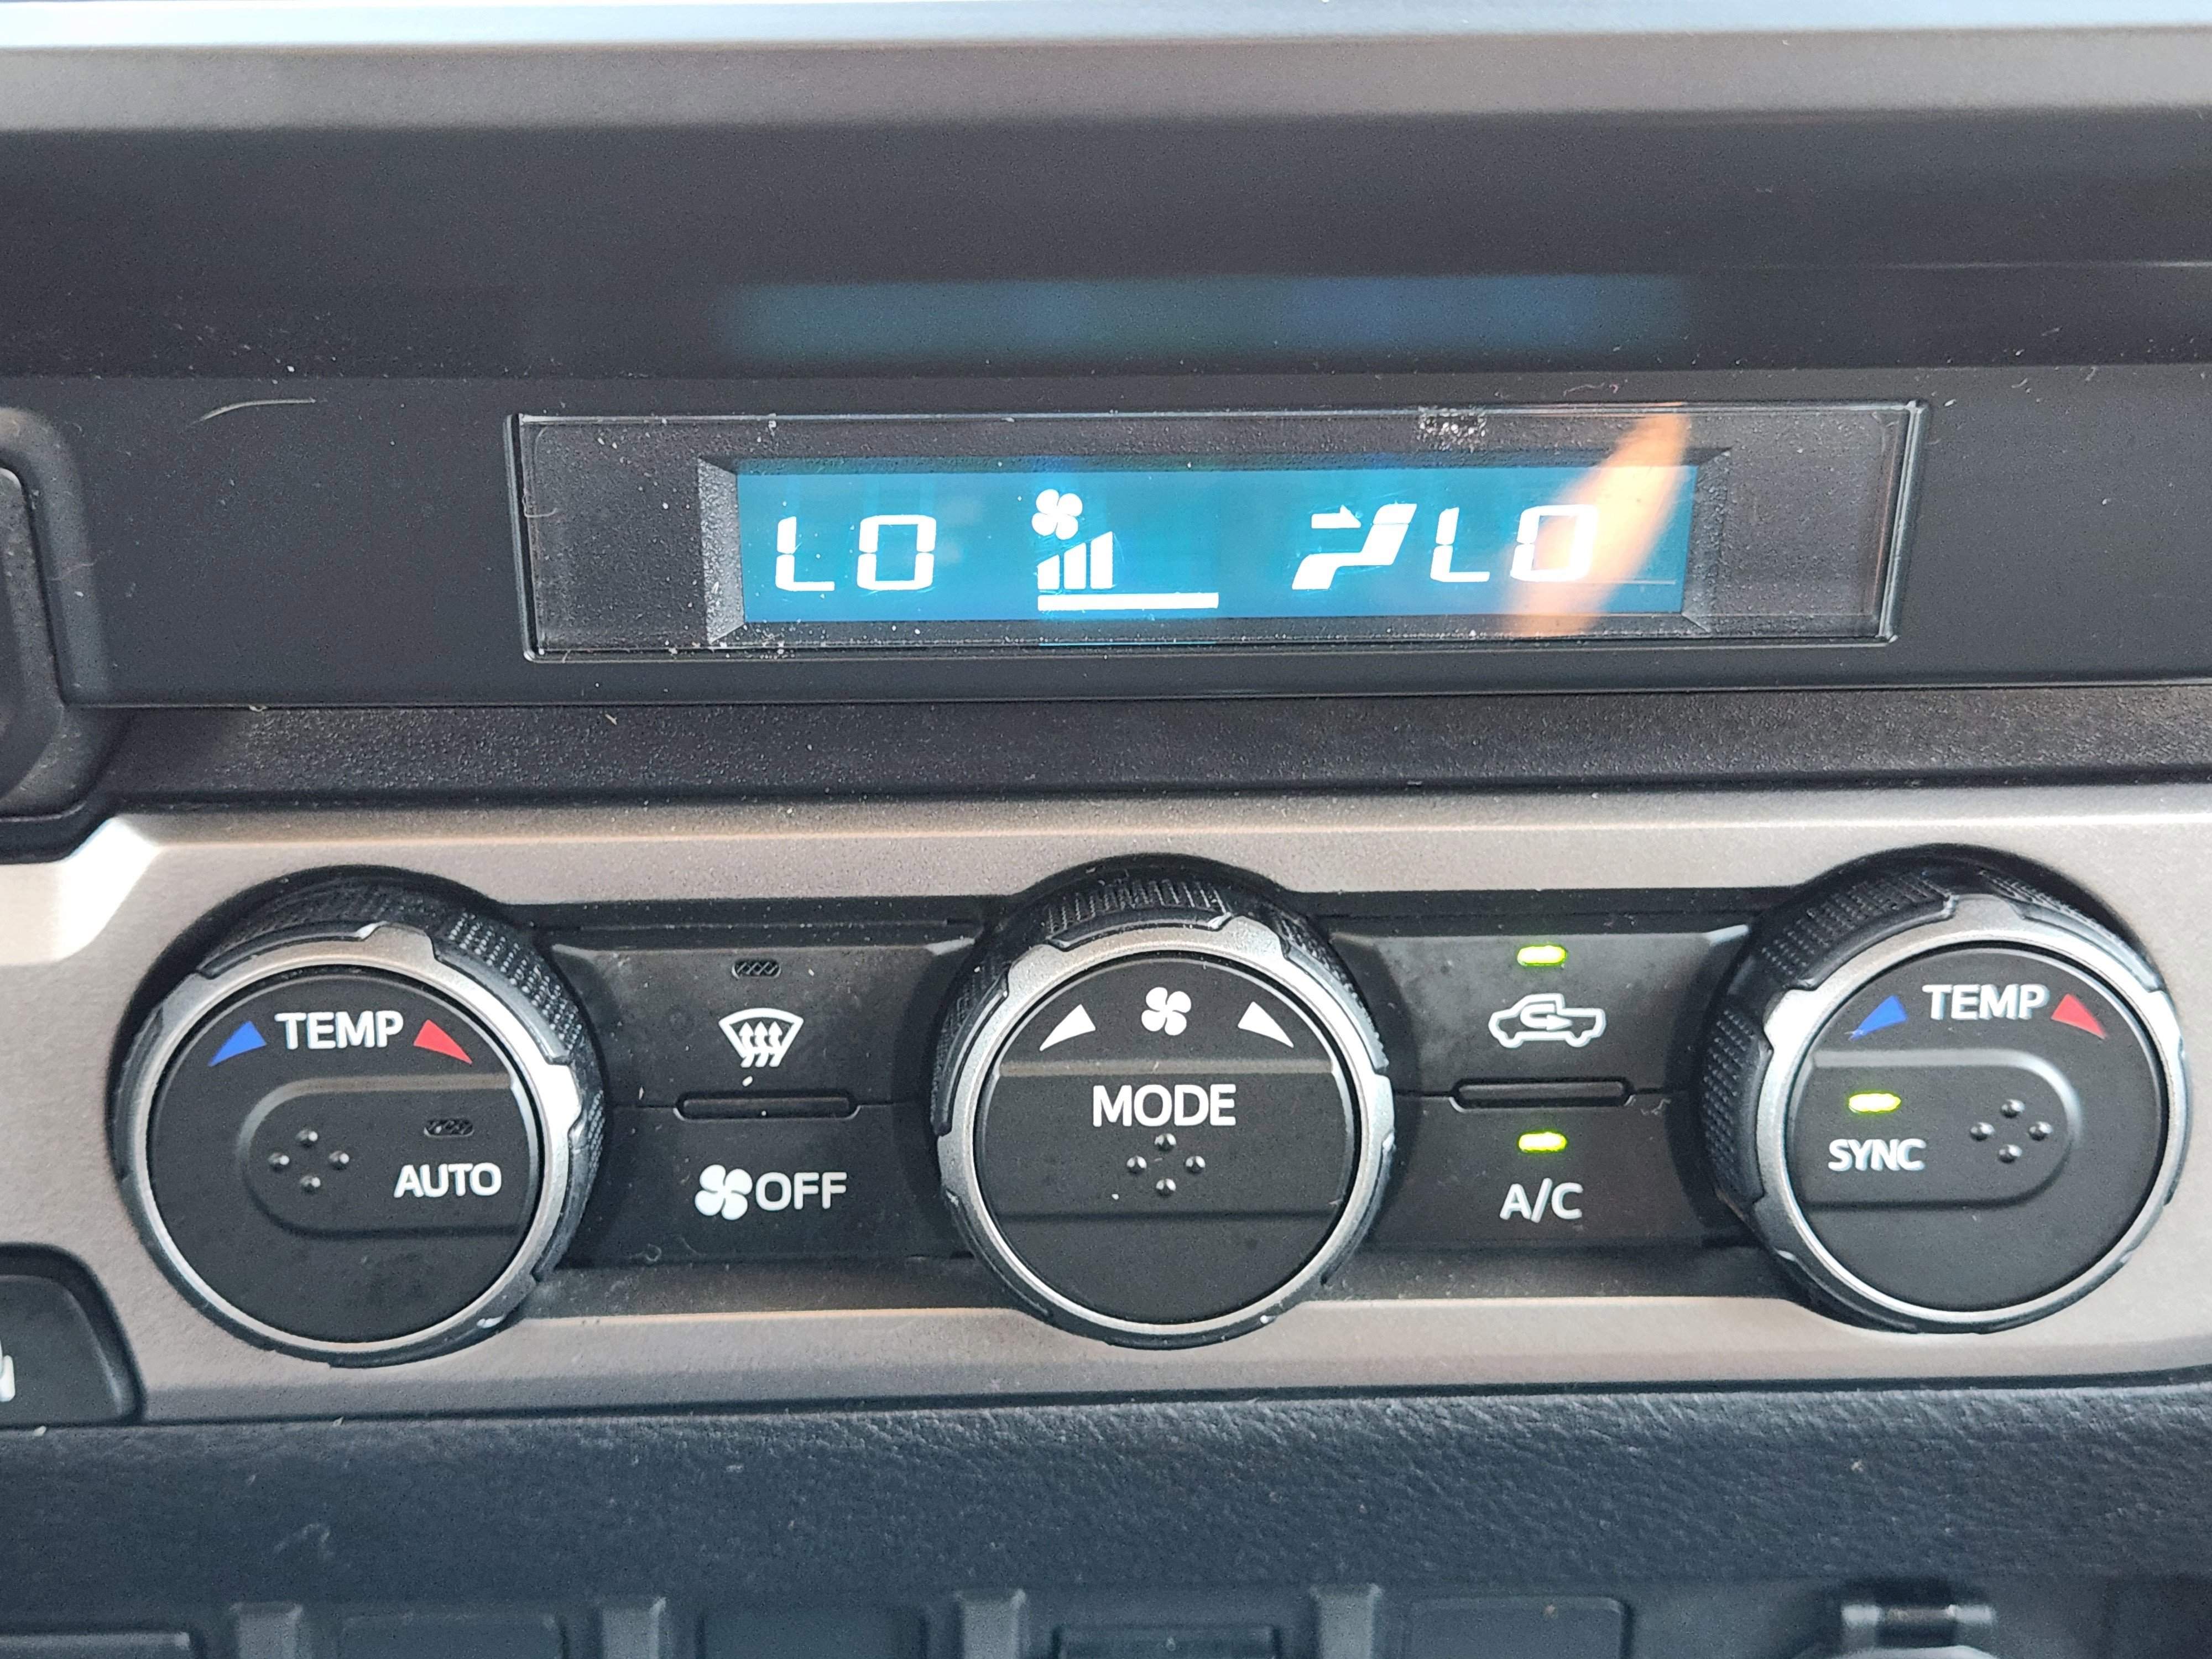 LO LO
TEMP
AUTO
OFF
MODE
A/C
TEMP
SYNC